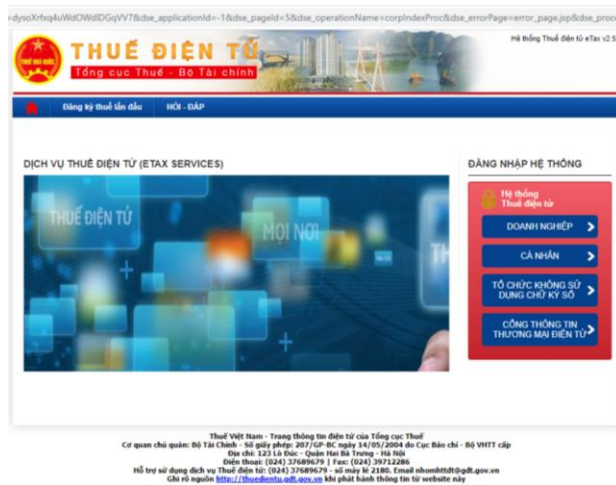 &dse_applicationId=-1&dse_pageId=5&dse_operationName=corpIndexProc&dse_errorPage=error_page.jsp&dse_proc
Hệ thống Thuế điện tử eTax v2.5
THUẾ NHÀ NƯỚC
THUẾ ĐIỆN TỬ
Tổng cục Thuế - Bộ Tài chính
Đăng ký thuế lần đầu HỎI - ĐÁP
DỊCH VỤ THUẾ ĐIỆN TỬ (ETAX SERVICES)
ĐĂNG NHẬP HỆ THỐNG
THUẾ ĐIỆN TỬ
MỌI NƠI
TH
Hệ thống
Thuế điện tử
DOANH NGHIỆP
CÁ NHÂN
TỔ CHỨC KHÔNG SỬ
DỤNG CHỮ KÝ SỐ
CỔNG THÔNG TIN
THƯƠNG MẠI ĐIỆN TỬ
Thuế Việt Nam - Trang thông tin điện tử của Tổng cục Thuế
Cơ quan chủ quản: Bộ Tài Chính - Số giấy phép: 207/GP-BC ngày 14/05/2004 do Cục Báo chí - Bộ VHTT cấp
Địa chỉ: 123 Lò Đúc - Quận Hai Bà Trưng - Hà Nội
Điện thoại: (024) 37689679 | Fax: (024) 39712286
Hỗ trợ sử dụng dịch vụ Thuế điện tử: (024) 37689679 - số máy lẻ 2180. Email nhomhttdt@gdt.gov.vn
Ghi rõ nguồn http://thuedientu.gdt.gov.vn khi phát hành thông tin từ website này